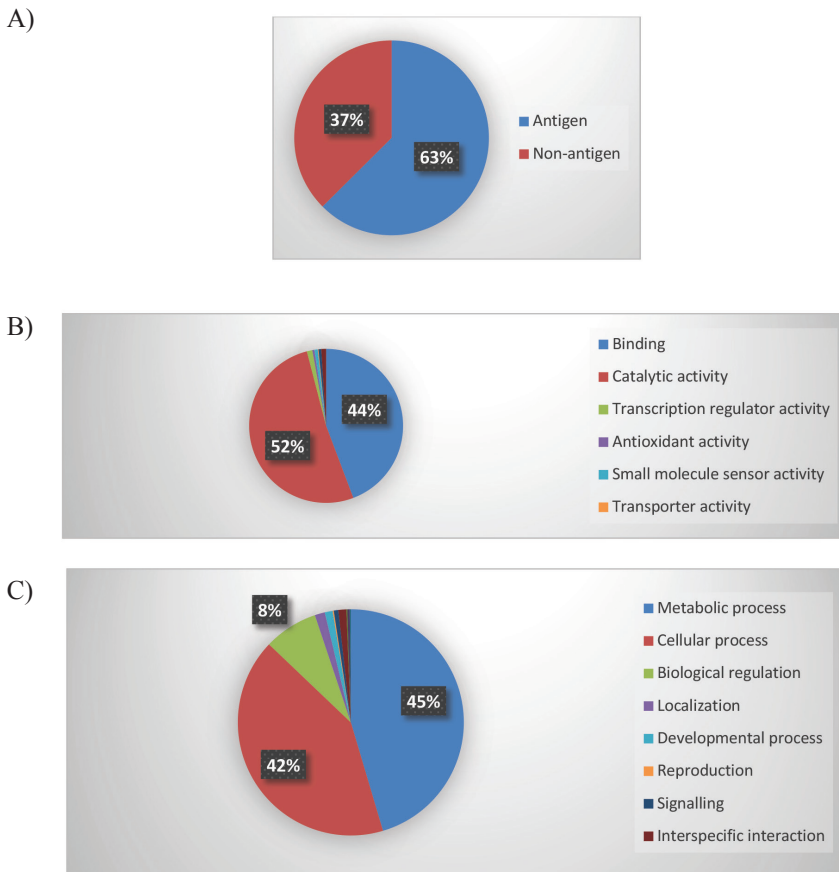 A)
37%
63%
Antigen
Non-antigen
B)
44%
52%
Binding
Catalytic activity
Transcription regulator activity
Antioxidant activity
Small molecule sensor activity
Transporter activity
C)
8%
45%
42%
Metabolic process
Cellular process
Biological regulation
Localization
Developmental process
Reproduction
Signalling
Interspecific interaction